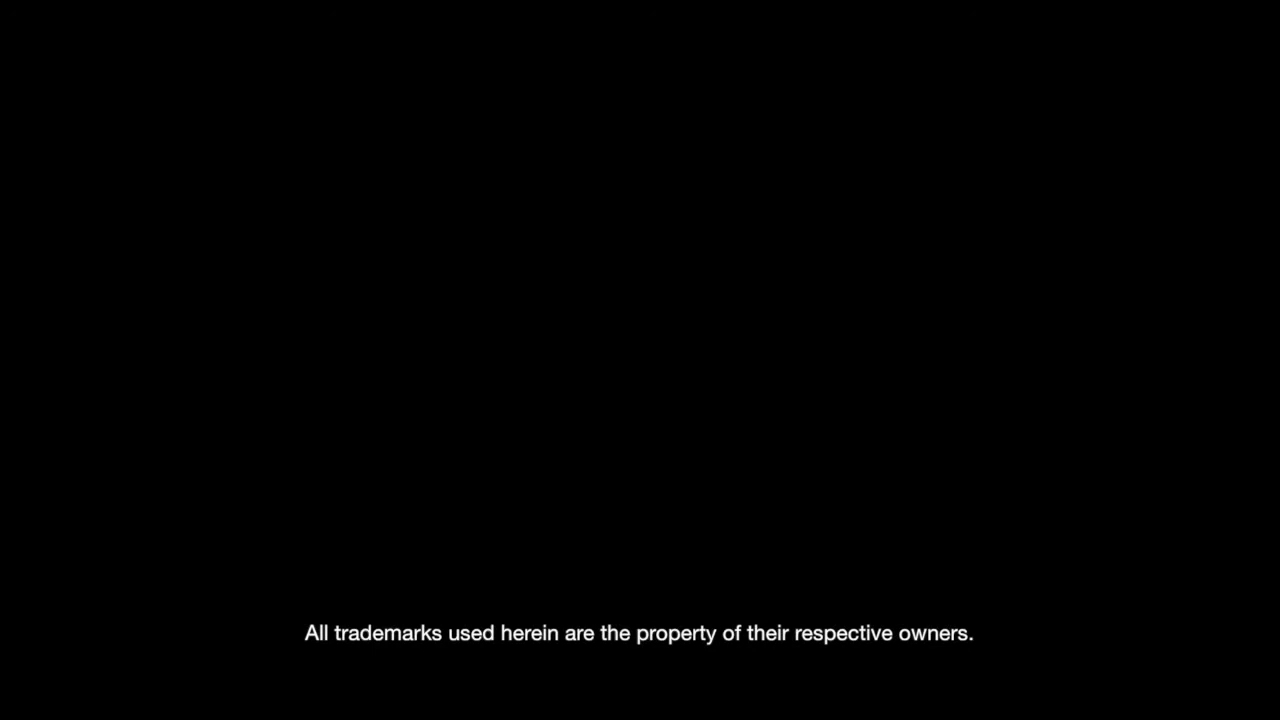 All trademarks used herein are the property of their respective owners.